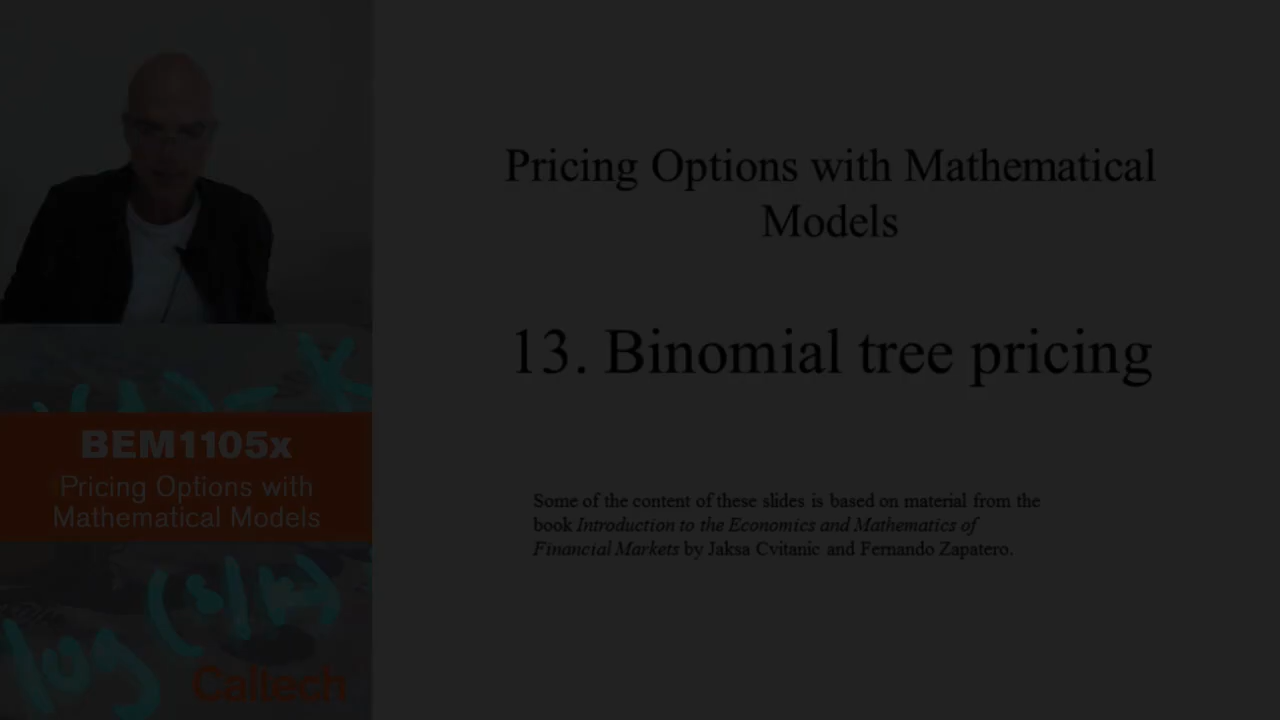 Pricing Options with Mathematical
Models
13. Binomial tree pricing
Some of the content of these slides is based on material from the
book Introduction to the Economics and Mathematics of
Financial Markets by Jaksa Cvitanic and Fernando Zapatero.
BEM1105x
Pricing Options with
Mathematical Models
log (s/k)
Caltech